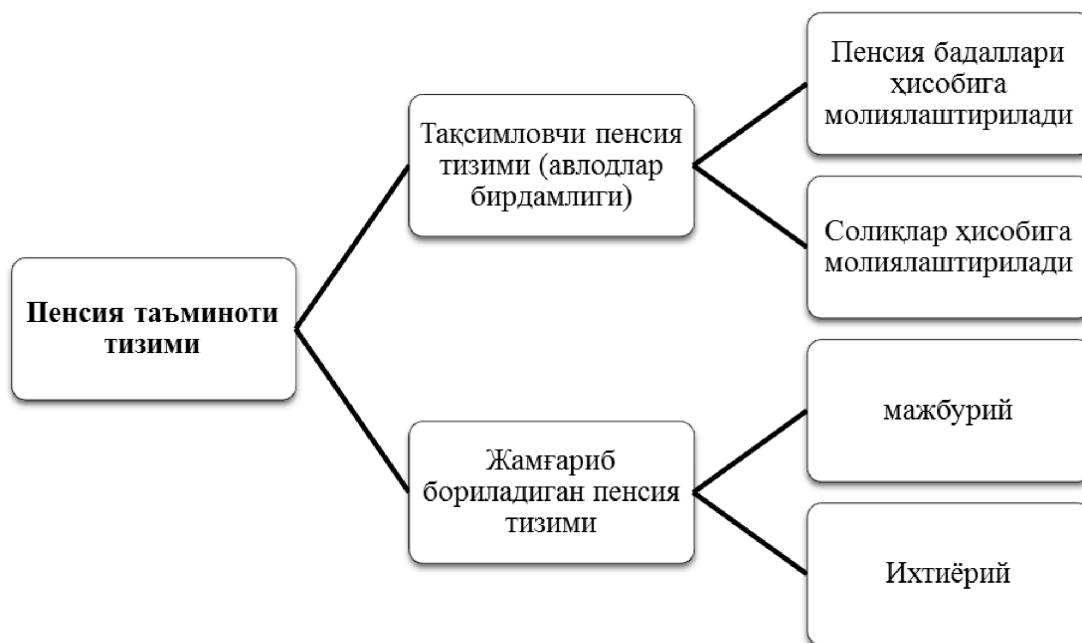 Пенсия таъминоти
тизими
Тақсимловчи пенсия
тизими (авлодлар
бирдамлиги)
Пенсия бадаллари
ҳисобига
молиялаштирилади
Солиқлар ҳисобига
молиялаштирилади
Жамғариб
бориладиган пенсия
тизими
мажбурий
Ихтиёрий